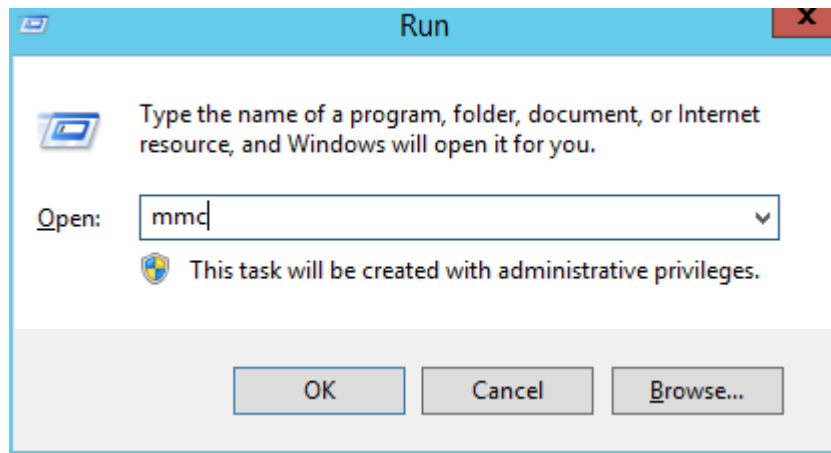 Run
x
Type the name of a program, folder, document, or Internet
resource, and Windows will open it for you.
Open: mmc
This task will be created with administrative privileges.
OK Cancel Browse...